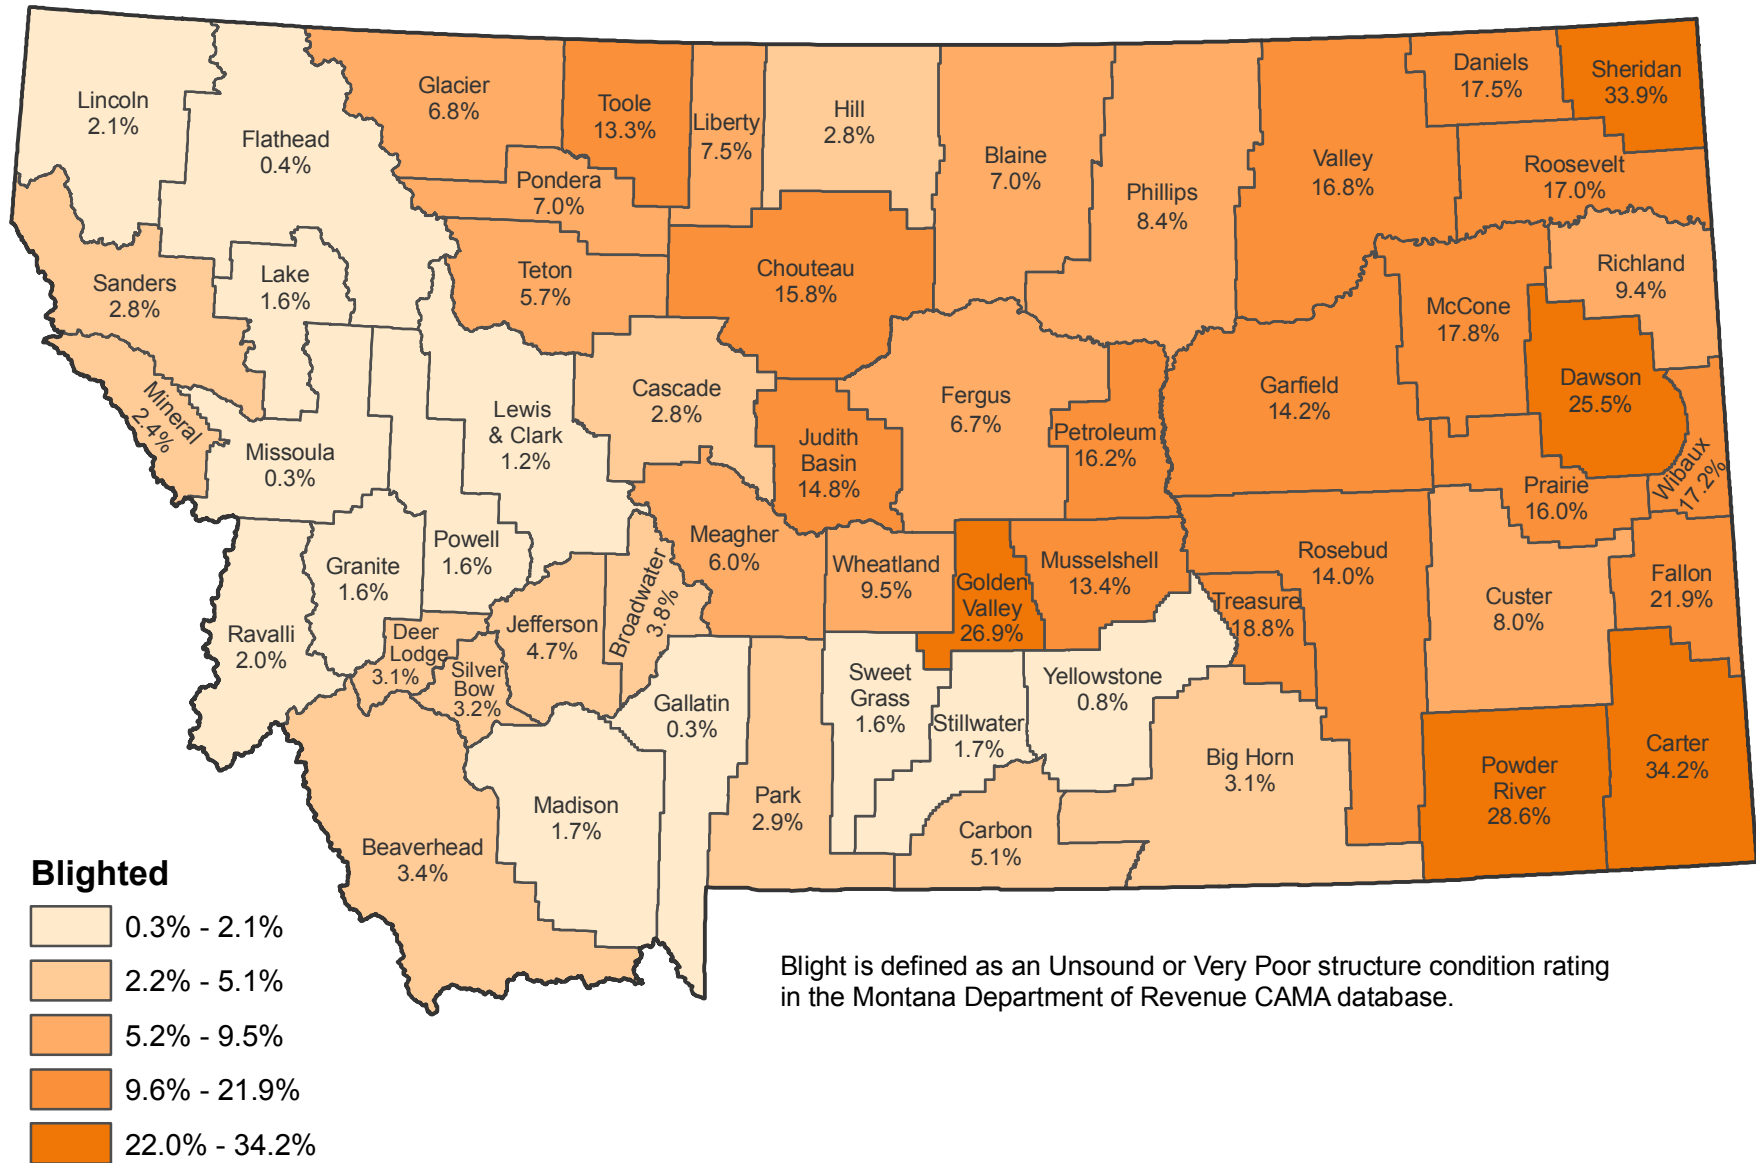 Lincoln
2.1%
Flathead
0.4%
Glacier
6.8%
Toole
13.3%
Liberty
7.5%
Hill
2.8%
Blaine
7.0%
Phillips
8.4%
Valley
16.8%
Daniels
17.5%
Sheridan
33.9%
Roosevelt
17.0%
Pondera
7.0%
Teton
5.7%
Chouteau
15.8%
Richland
9.4%
McCone
17.8%
Dawson
25.5%
Sanders
2.8%
Lake
1.6%
Mineral
2.4%
Missoula
0.3%
Lewis
& Clark
1.2%
Cascade
2.8%
Judith
Basin
14.8%
Fergus
6.7%
Petroleum
16.2%
Garfield
14.2%
Prairie
16.0%
Wibaux
17.2%
Granite
1.6%
Powell
1.6%
Meagher
6.0%
Wheatland
9.5%
Golden
Valley
26.9%
Musselshell
13.4%
Rosebud
14.0%
Treasure
18.8%
Custer
8.0%
Fallon
21.9%
Ravalli
2.0%
Deer
Lodge
3.1%
Silver
Bow
3.2%
Jefferson
4.7%
Broadwater
3.8%
Gallatin
0.3%
Sweet
Grass
1.6%
Stillwater
1.7%
Yellowstone
0.8%
Big Horn
3.1%
Powder
River
28.6%
Carter
34.2%
Beaverhead
3.4%
Madison
1.7%
Park
2.9%
Carbon
5.1%
Blighted
0.3% - 2.1%
2.2% - 5.1%
5.2% - 9.5%
9.6% - 21.9%
22.0% - 34.2%
Blight is defined as an Unsound or Very Poor structure condition rating
in the Montana Department of Revenue CAMA database.